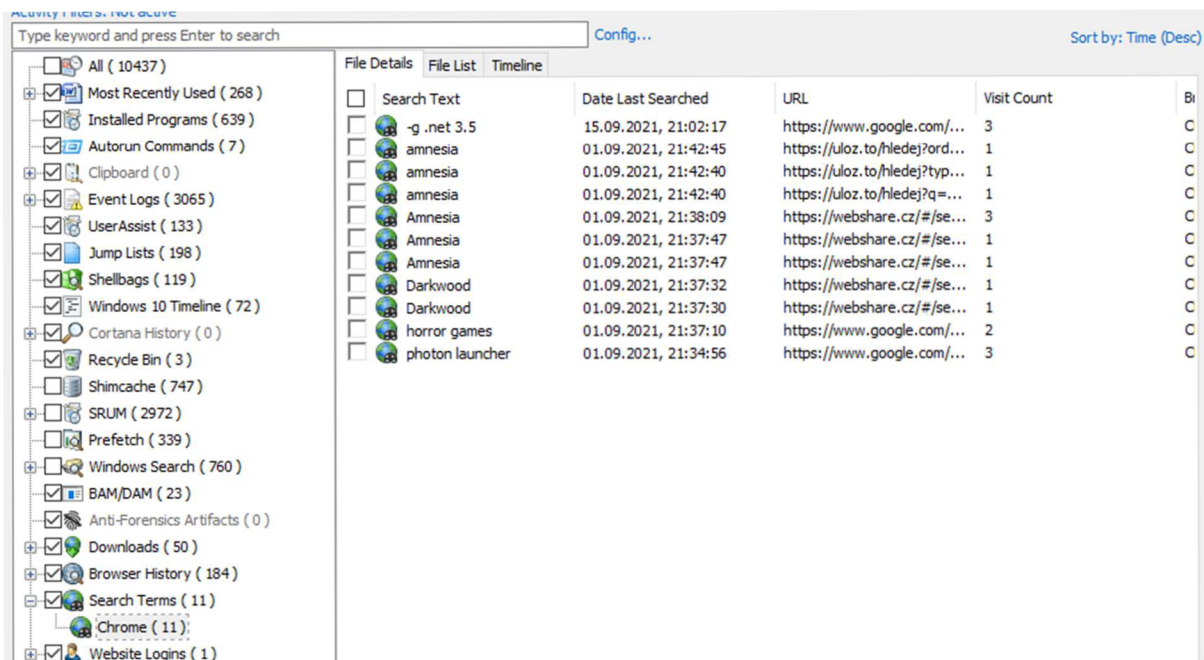 Activity Filters: Not active
Type keyword and press Enter to search
Config...
Sort by: Time (Desc)
All ( 10437 )
Most Recently Used ( 268 )
Installed Programs ( 639 )
Autorun Commands ( 7 )
Clipboard ( 0 )
Event Logs ( 3065 )
UserAssist ( 133 )
Jump Lists ( 198 )
Shellbags ( 119 )
Windows 10 Timeline ( 72 )
Cortana History ( 0 )
Recycle Bin ( 3 )
Shimcache ( 747 )
SRUM ( 2972 )
Prefetch ( 339 )
Windows Search ( 760 )
BAM/DAM ( 23 )
Anti-Forensics Artifacts ( 0 )
Downloads ( 50 )
Browser History ( 184 )
Search Terms ( 11 )
Chrome ( 11 )
Website Logins ( 1 )
File Details File List Timeline
Search Text Date Last Searched URL Visit Count
-g .net 3.5 15.09.2021, 21:02:17 https://www.google.com/... 3
amnesia 01.09.2021, 21:42:45 https://uloz.to/hledej?ord... 1
amnesia 01.09.2021, 21:42:40 https://uloz.to/hledej?typ... 1
amnesia 01.09.2021, 21:42:40 https://uloz.to/hledej?q=... 1
Amnesia 01.09.2021, 21:38:09 https://webshare.cz/#/se... 3
Amnesia 01.09.2021, 21:37:47 https://webshare.cz/#/se... 1
Amnesia 01.09.2021, 21:37:47 https://webshare.cz/#/se... 1
Darkwood 01.09.2021, 21:37:32 https://webshare.cz/#/se... 1
Darkwood 01.09.2021, 21:37:30 https://webshare.cz/#/se... 1
horror games 01.09.2021, 21:37:10 https://www.google.com/... 2
photon launcher 01.09.2021, 21:34:56 https://www.google.com/... 3